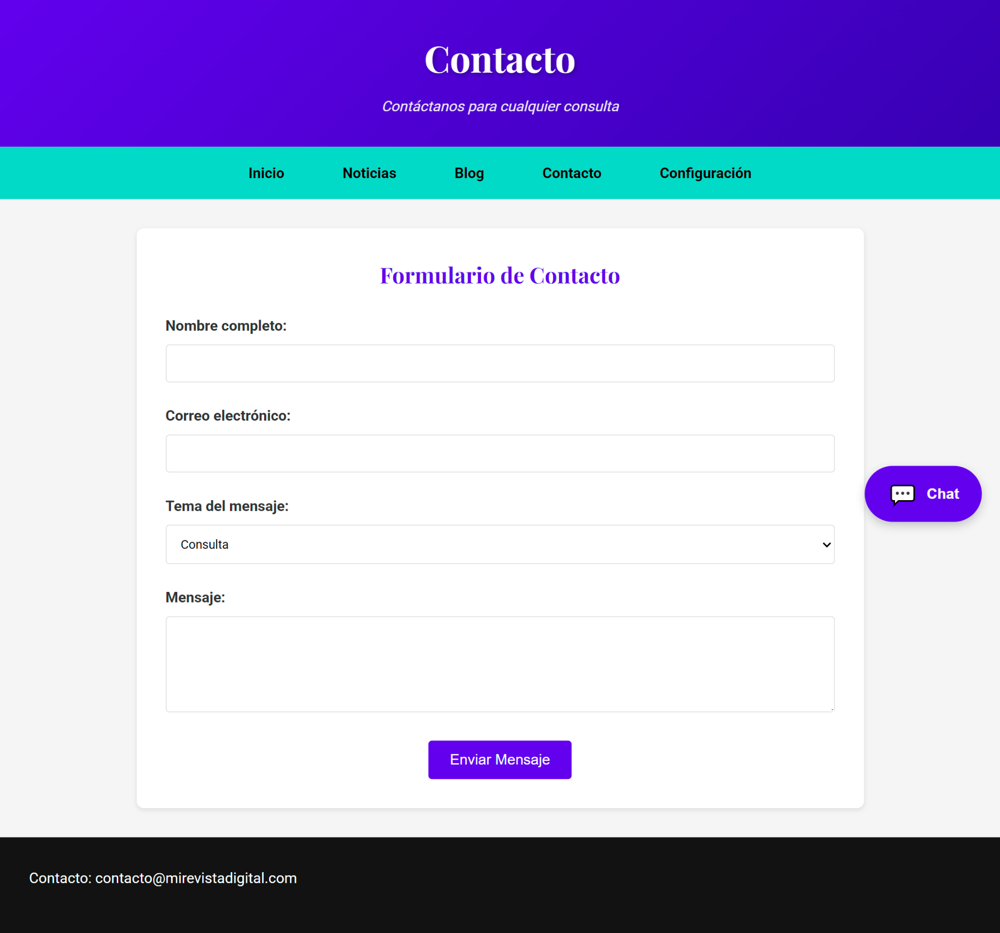 Contacto
Contáctanos para cualquier consulta
Inicio Noticias Blog Contacto Configuración
Formulario de Contacto
Nombre completo:
Correo electrónico:
Tema del mensaje:
Consulta
Chat
Mensaje:
Enviar Mensaje
Contacto: contacto@mirevistadigital.com